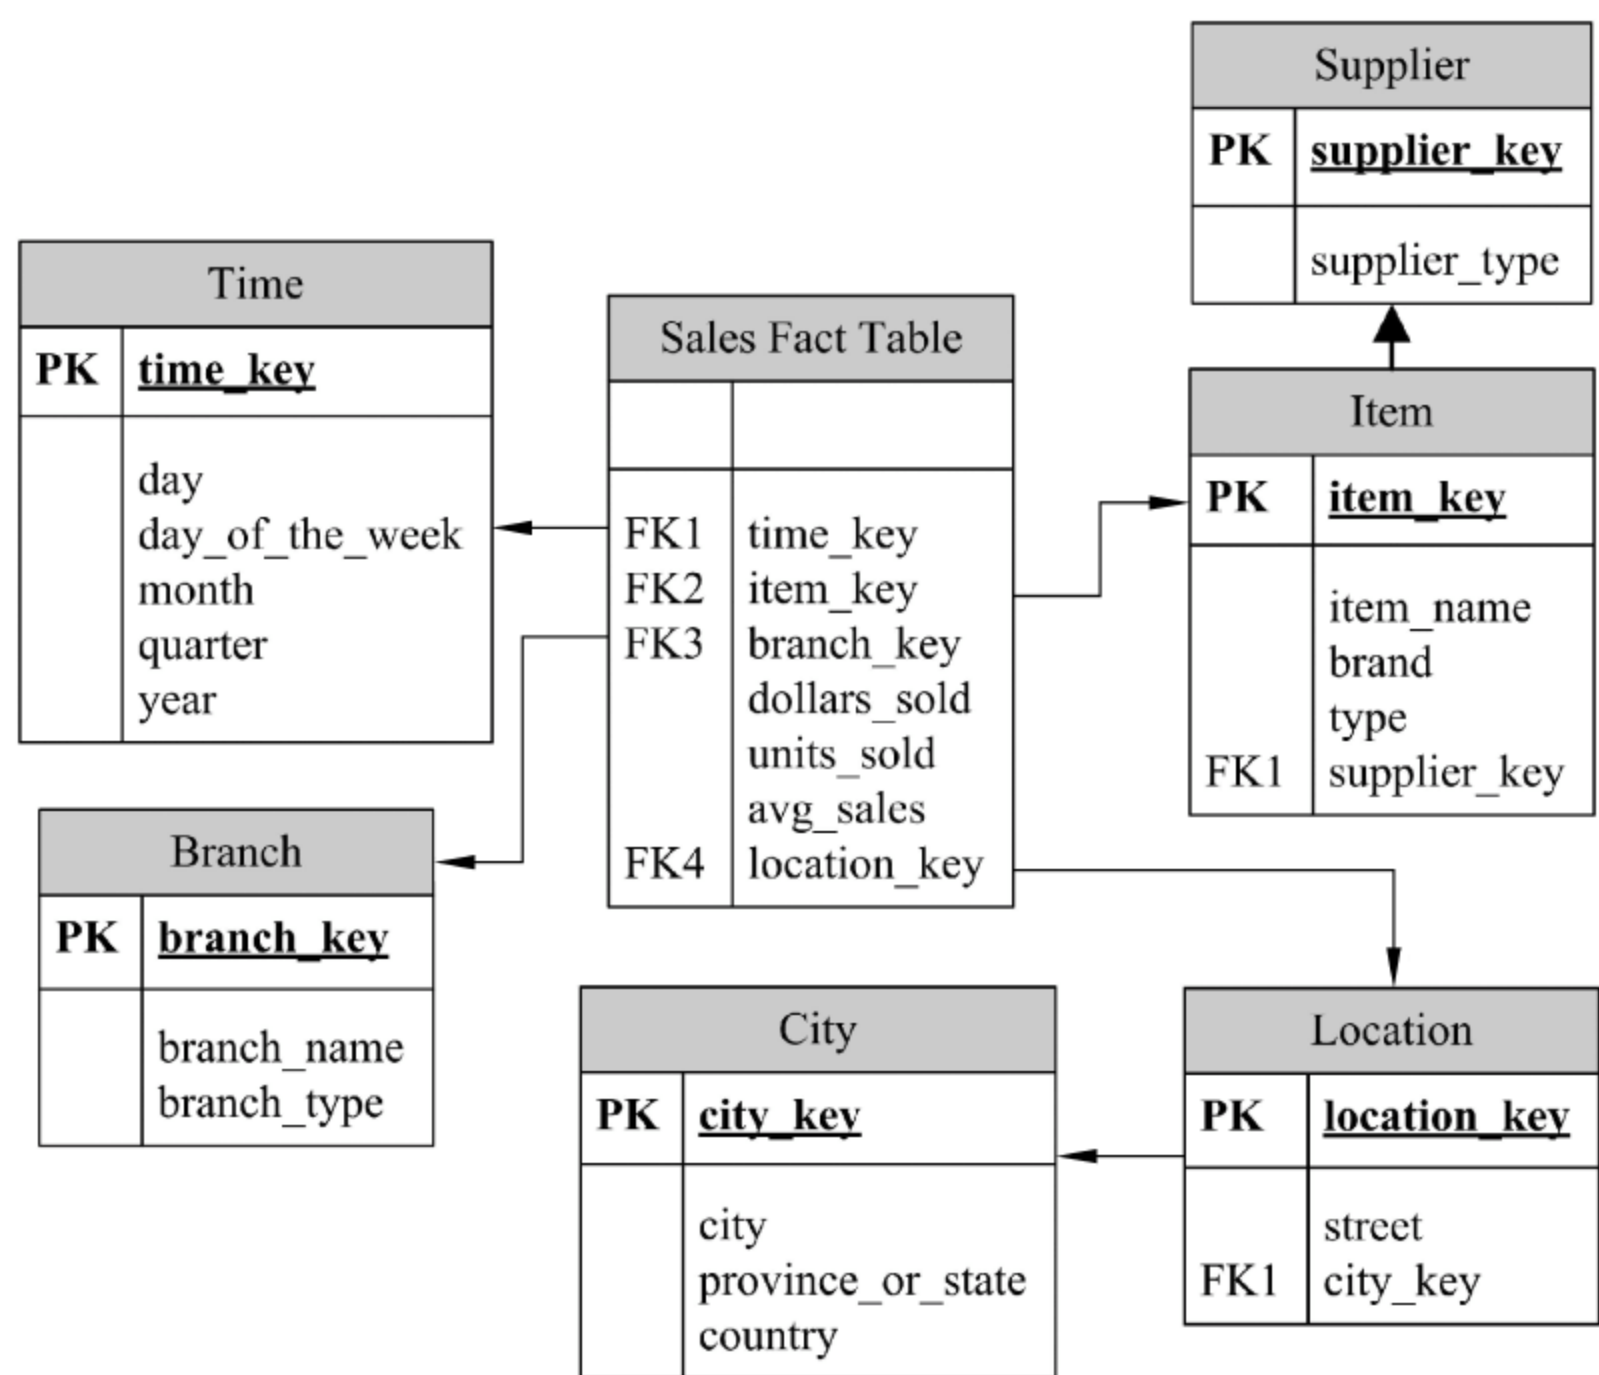 Supplier
PK supplier_key
supplier_type
Time
PK time_key
day
day_of_the_week
month
quarter
year
Sales Fact Table
FK1 time_key
FK2 item_key
FK3 branch_key
dollars_sold
units_sold
avg_sales
FK4 location_key
Item
PK item_key
item_name
brand
type
FK1 supplier_key
Branch
PK branch_key
branch_name
branch_type
City
PK city_key
city
province_or_state
country
Location
PK location_key
street
FK1 city_key